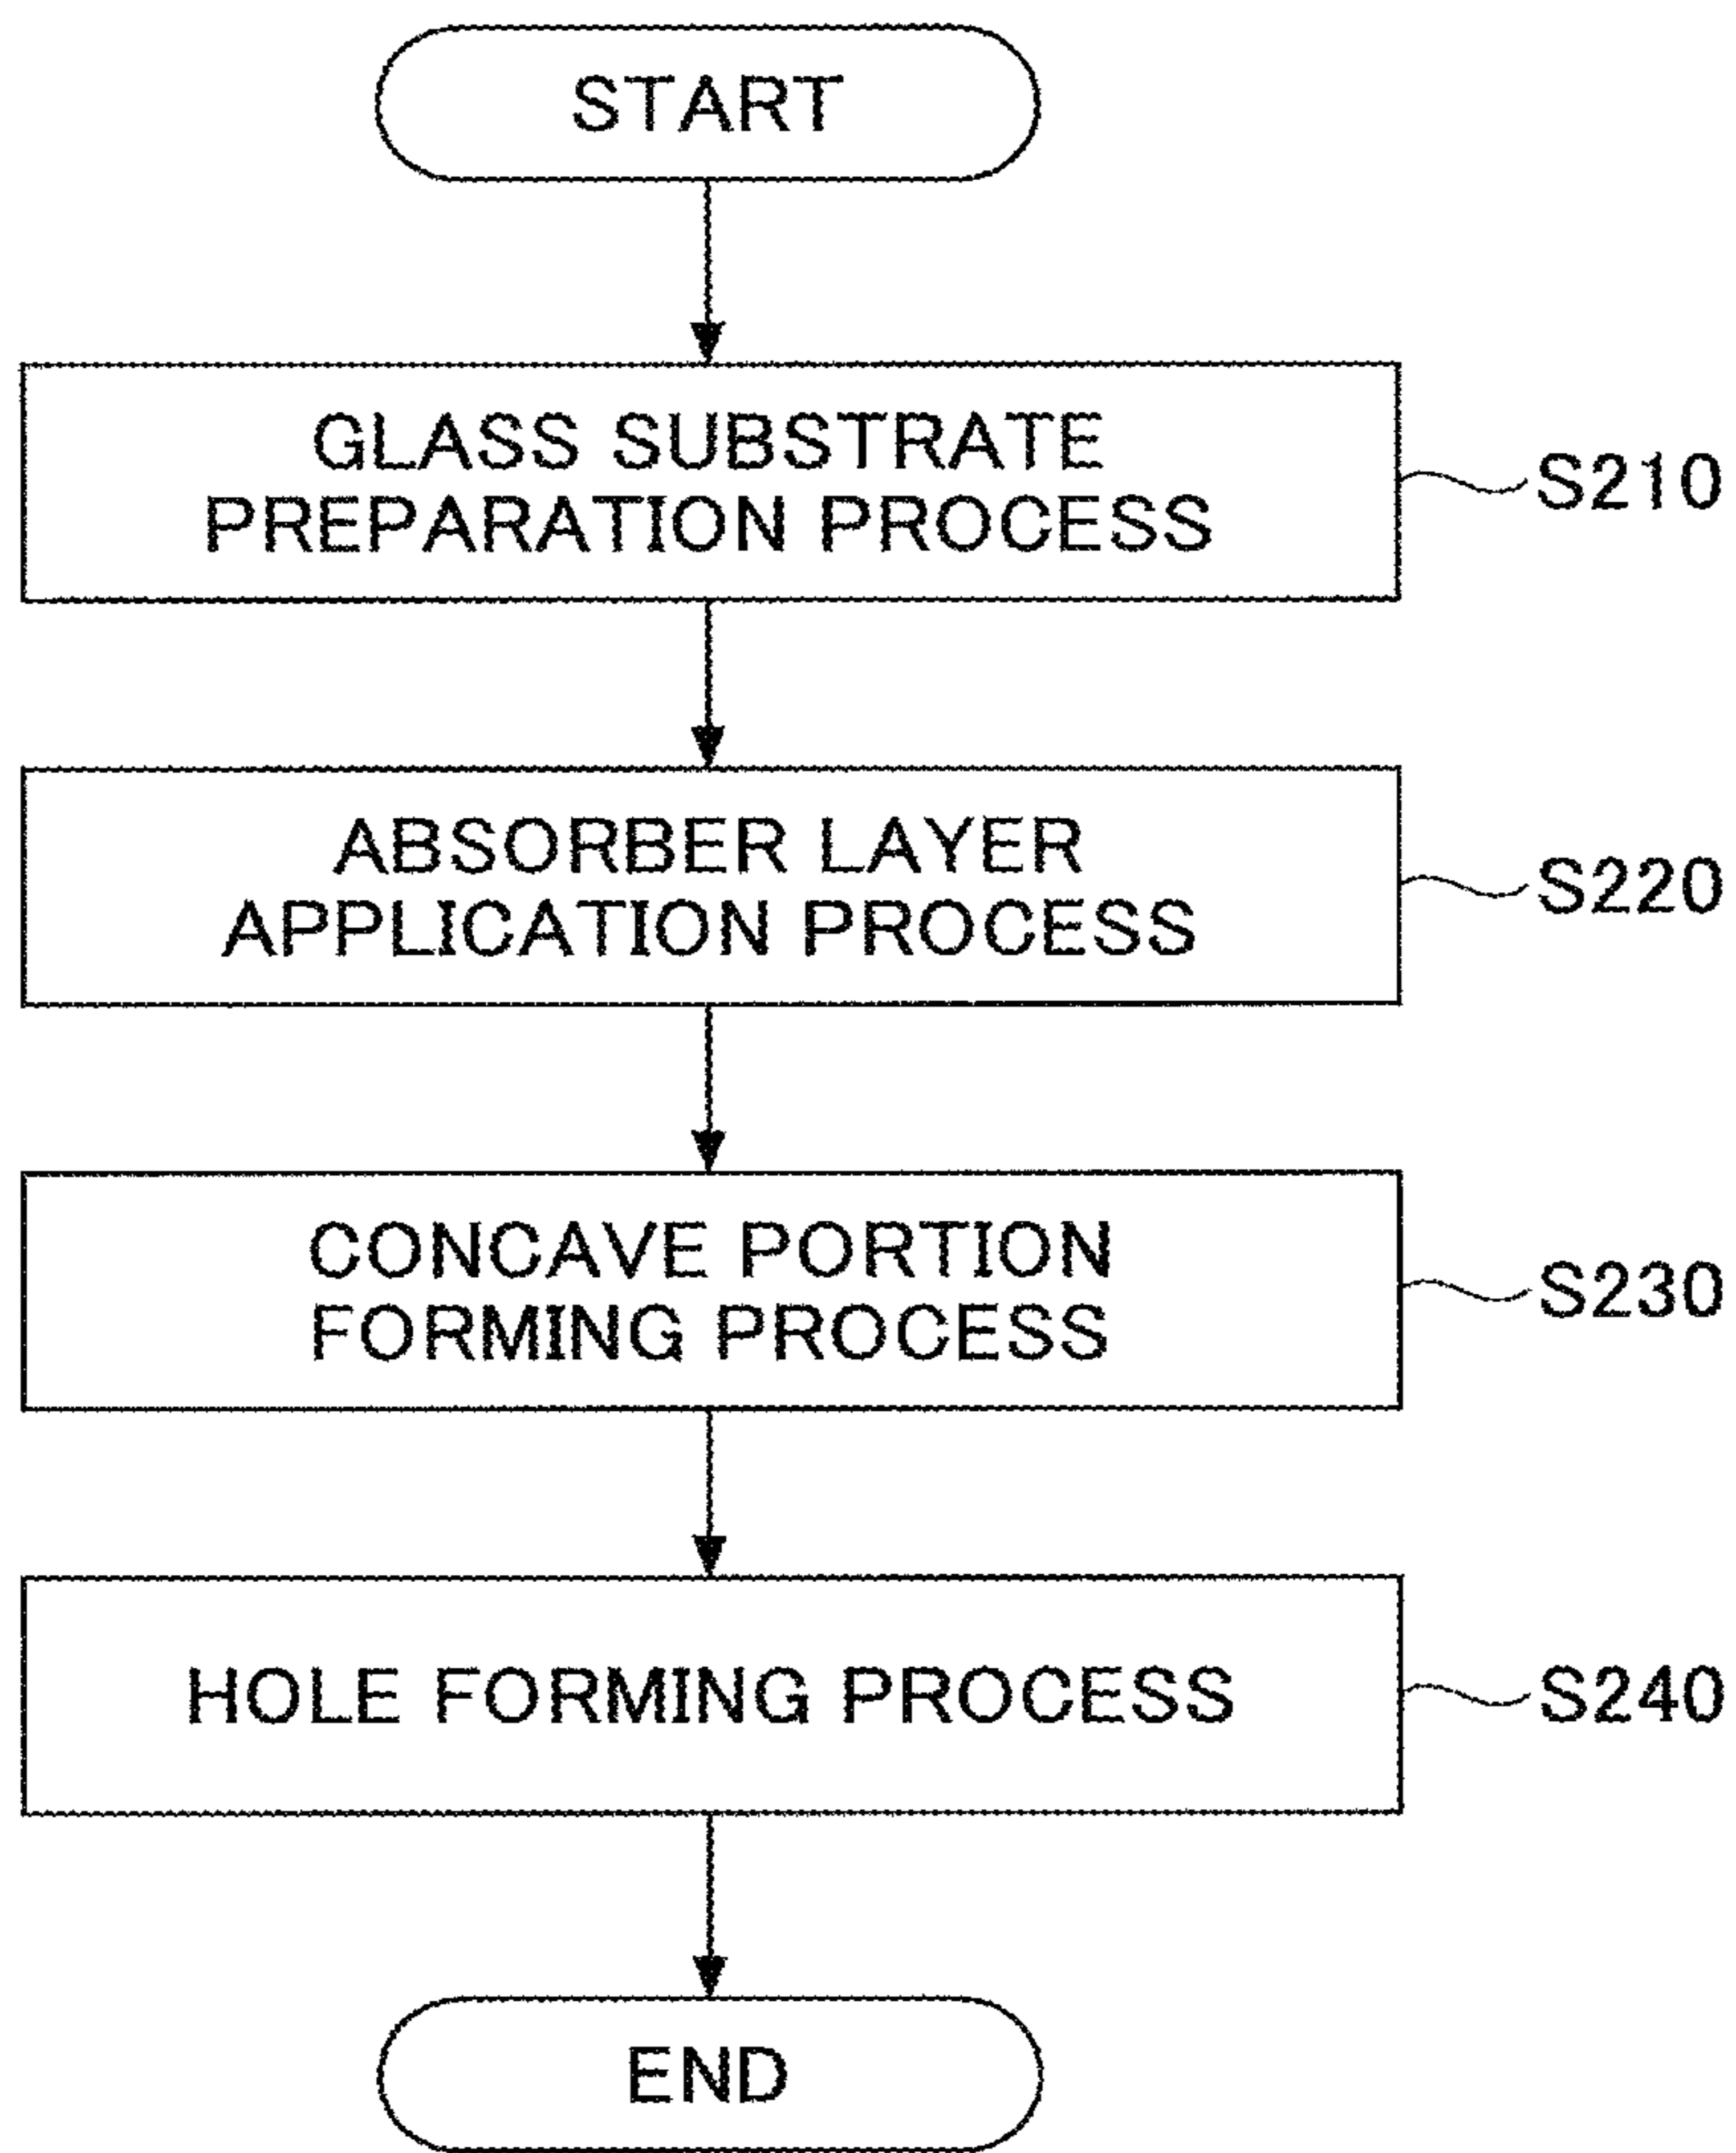 START
GLASS SUBSTRATE
PREPARATION PROCESS
S210
ABSORBER LAYER
APPLICATION PROCESS
S220
CONCAVE PORTION
FORMING PROCESS
S230
HOLE FORMING PROCESS
S240
END